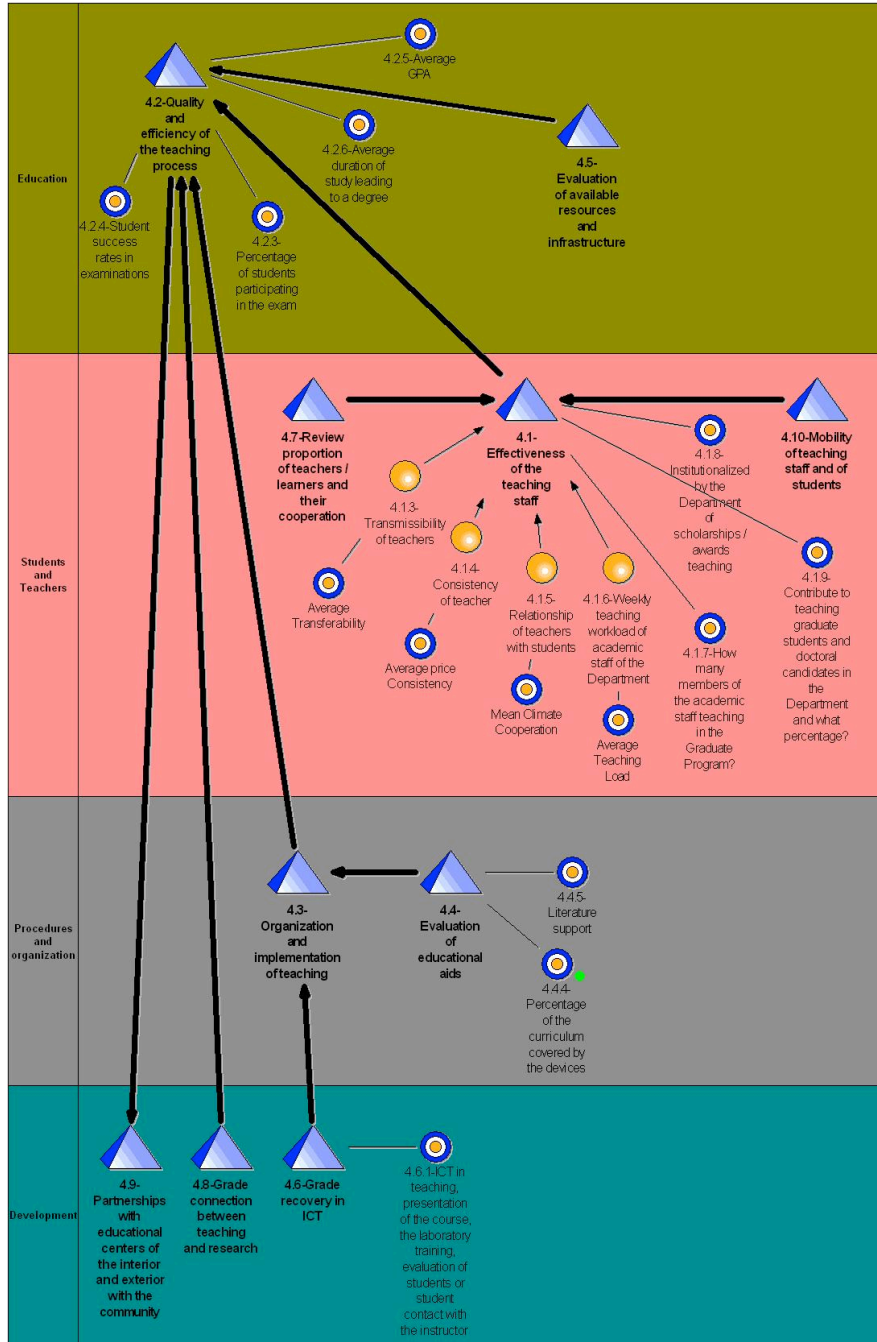 Education
4.2-Quality
and
efficiency of
the teaching
process
4.2.5-Average
GPA
4.2.6-Average
duration of
study leading
to a degree
4.5-
Evaluation
of available
resources
and
infrastructure
4.2.4-Student
success
rates in
examinations
4.2.3-
Percentage
of students
participating
in the exam
Students
and
Teachers
4.7-Review
proportion
of teachers /
learners and
their
cooperation
4.1-
Effectiveness
of the
teaching
staff
4.1.8-
Institutionalized
by the
Department
of
scholarships /
awards
teaching
4.10-Mobility
of teaching
staff and of
students
4.1.3-
Transmissibility
of teachers
Average
Transferability
4.1.4-
Consistency
of teacher
Average price
Consistency
4.1.5-
Relationship
of teachers
with students
Mean Climate
Cooperation
4.1.6-Weekly
teaching
workload of
academic
staff of the
Department
Average
Teaching
Load
4.1.7-How
many
members of
the academic
staff teaching
in the
Graduate
Program?
4.1.9-
Contribute to
teaching
graduate
students and
doctoral
candidates in
the
Department
and what
percentage?
Procedures
and
organization
4.3-
Organization
and
implementation
of teaching
4.4-
Evaluation of
educational
aids
4.4.5-
Literature
support
4.4.4-
Percentage
of the
curriculum
covered by
the devices
Development
4.9-
Partnerships
with
educational
centers of
the interior
and exterior
with the
community
4.8-Grade
connection
between
teaching
and research
4.6-Grade
recovery in
ICT
4.6.1-ICT in
teaching,
presentation
of the course,
the laboratory
training,
evaluation of
students or
student
contact with
the instructor